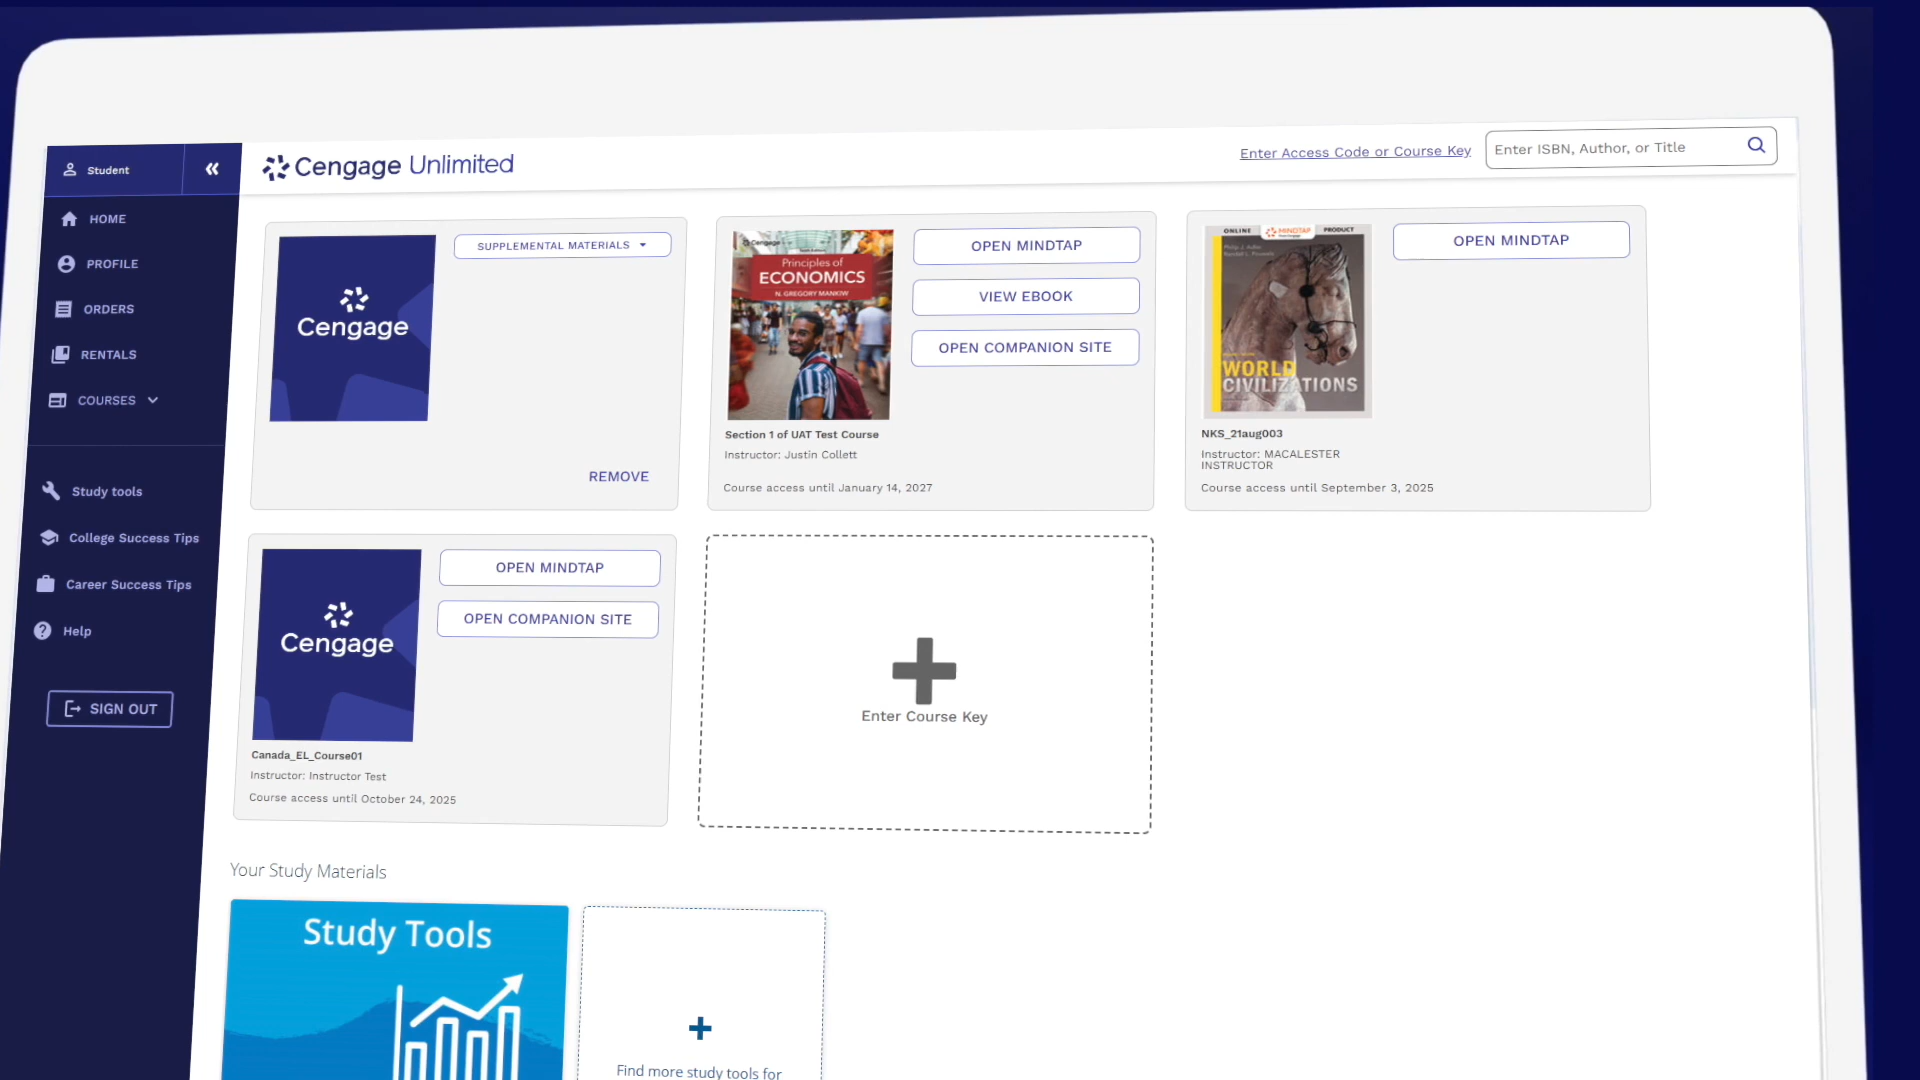 Student
HOME
PROFILE
ORDERS
RENTALS
COURSES
Study tools
College Success Tips
Career Success Tips
Help
SIGN OUT
Cengage Unlimited
Enter Access Code or Course Key
Enter ISBN, Author, or Title
Cengage
SUPPLEMENTAL MATERIALS
REMOVE
Cengage
Principles of
ECONOMICS
N. GREGORY MANKIW
OPEN MINDTAP
VIEW EBOOK
OPEN COMPANION SITE
Section 1 of UAT Test Course
Instructor: Justin Collett
Course access until January 14, 2027
ONLINE MINDTAP PRODUCT
Philip J. Adler
Randall L. Pouwels
WORLD
CIVILIZATIONS
OPEN MINDTAP
NKS_21aug003
Instructor: MACALESTER
INSTRUCTOR
Course access until September 3, 2025
Cengage
OPEN MINDTAP
OPEN COMPANION SITE
Canada_EL_Course01
Instructor: Instructor Test
Course access until October 24, 2025
Enter Course Key
Your Study Materials
Study Tools
Find more study tools for